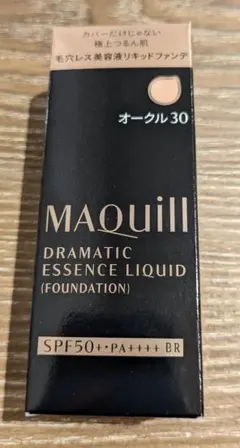 カバーだけじゃない
極上つるん肌
毛穴レス美容液リキッドファンデ
オークル30
MAQuill
DRAMATIC
ESSENCE LIQUID
(FOUNDATION)
SPF50+・PA++++ BR